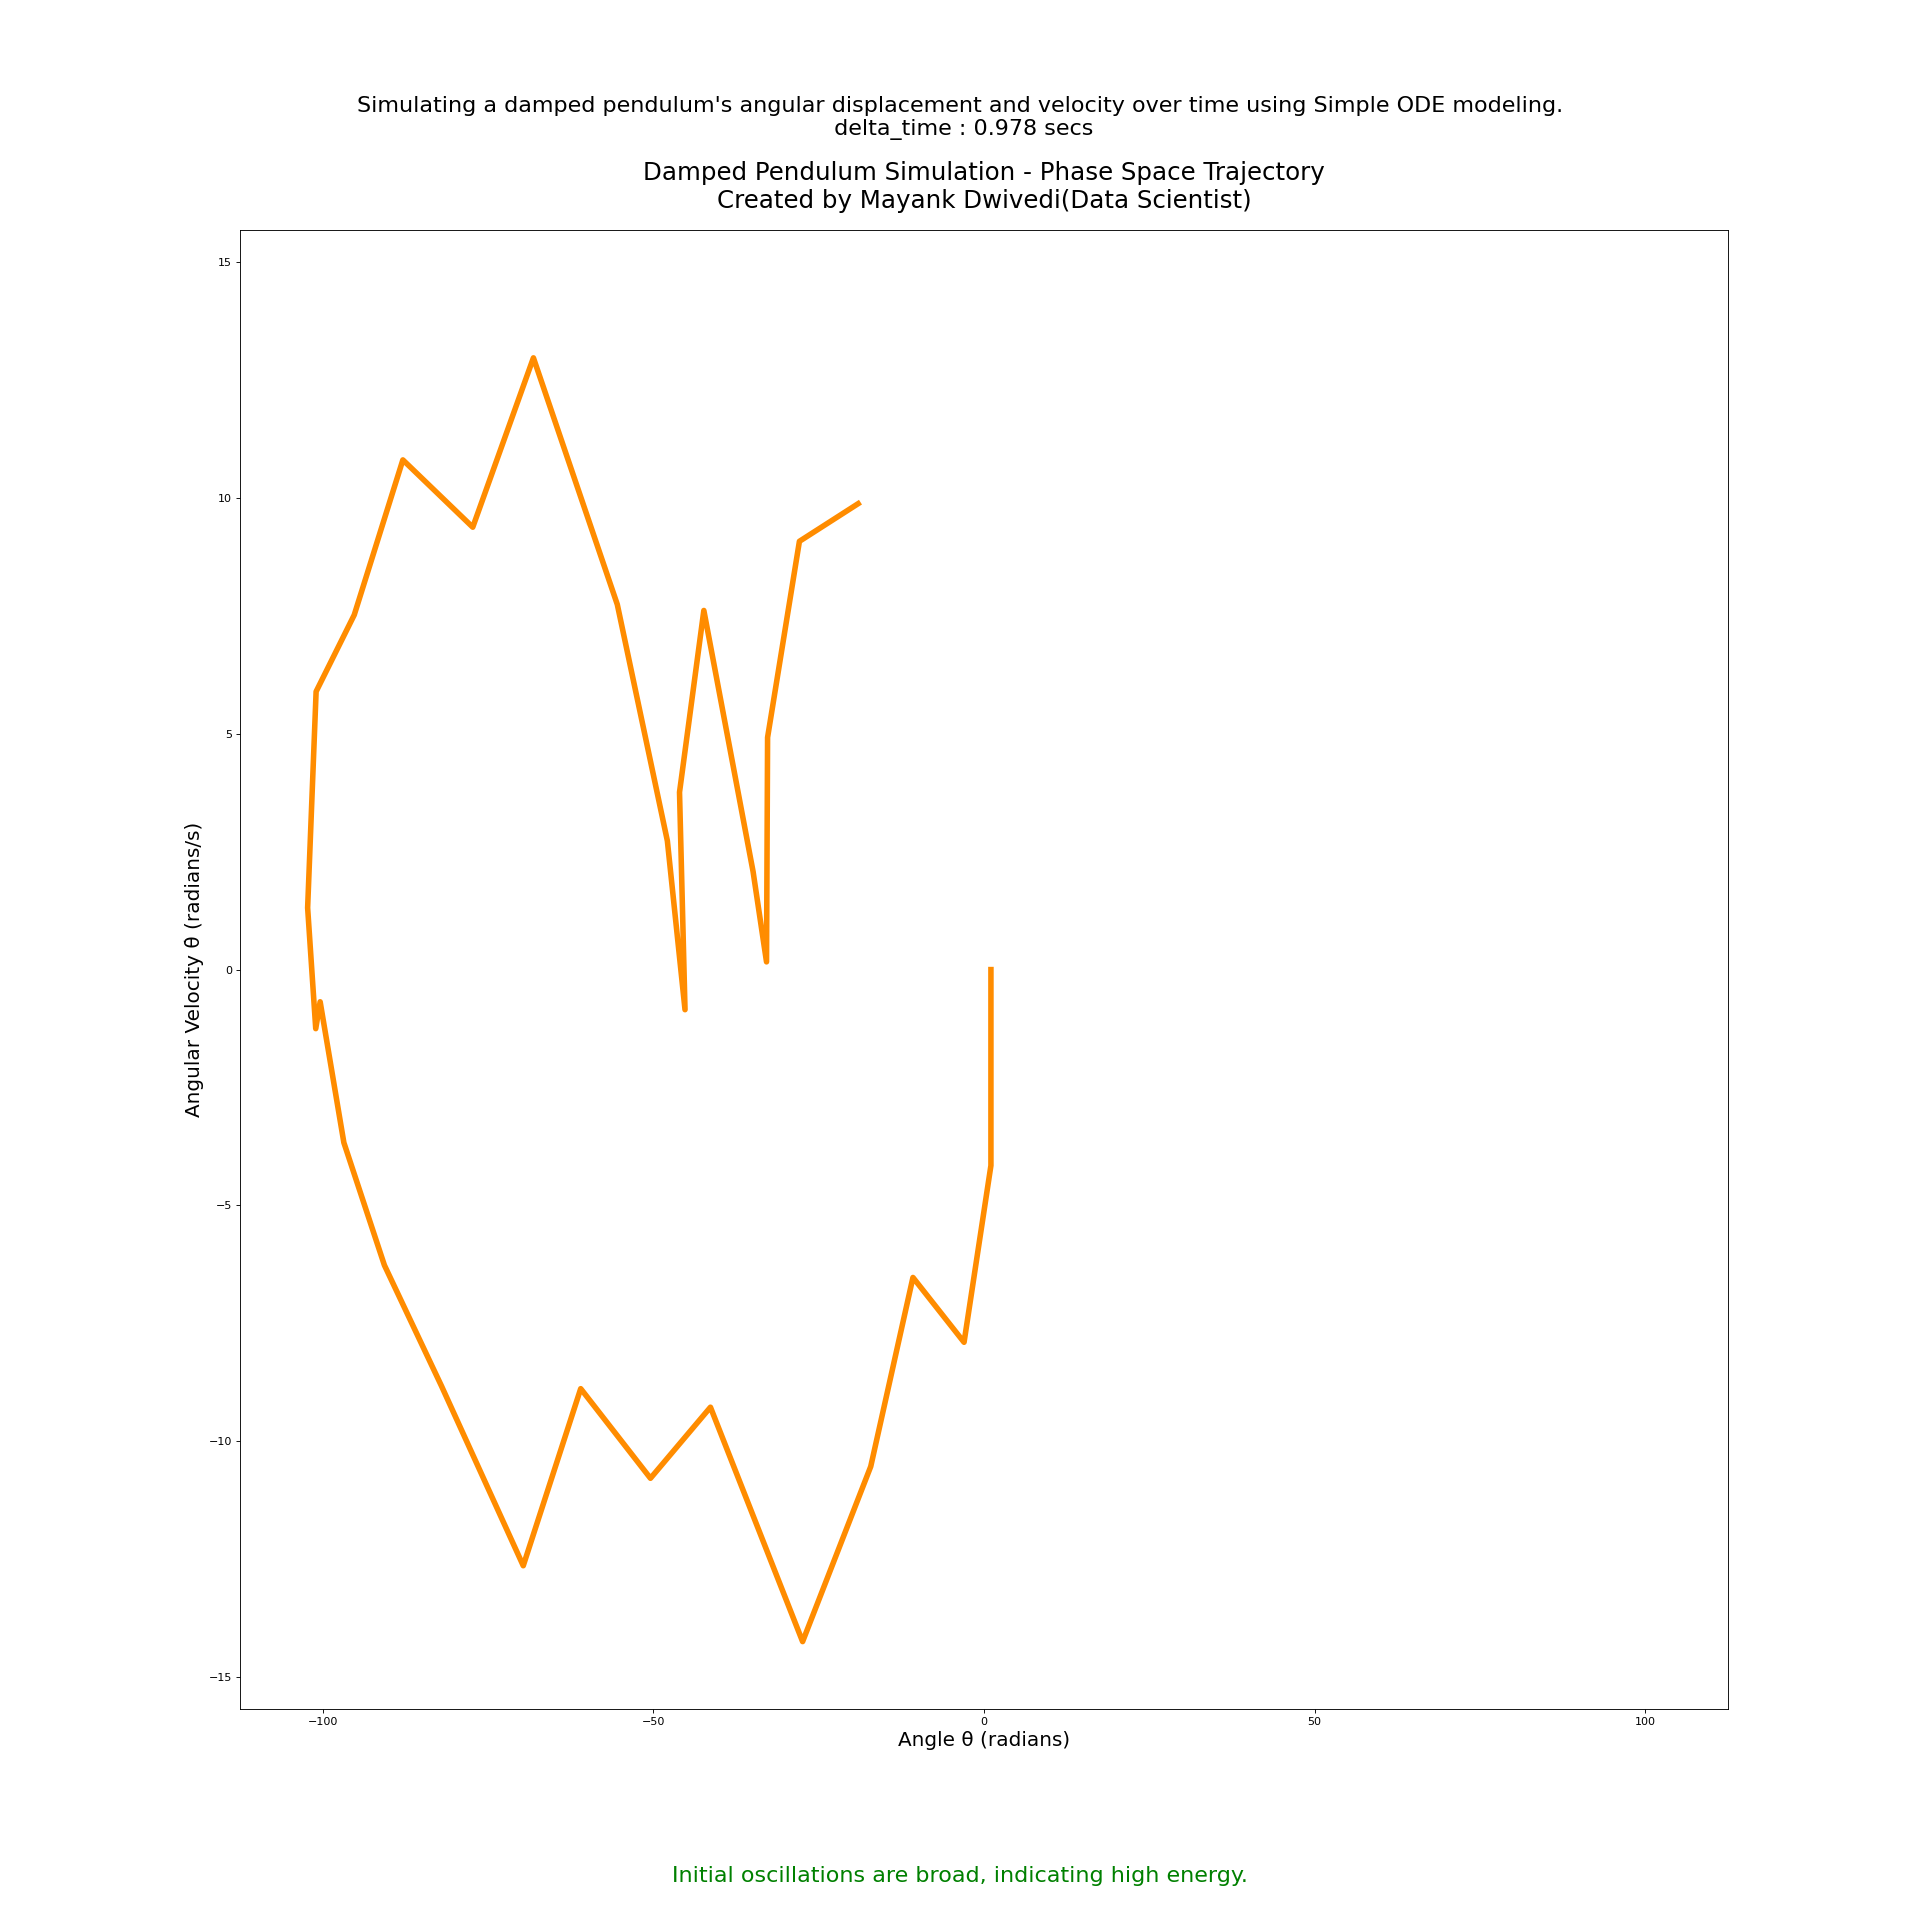 Simulating a damped pendulum's angular displacement and velocity over time using Simple ODE modeling.
delta_time : 0.978 secs
Damped Pendulum Simulation - Phase Space Trajectory
Created by Mayank Dwivedi(Data Scientist)
15
10
5
0
−5
−10
−15
Angular Velocity θ (radians/s)
−100
−50
0
50
100
Angle θ (radians)
Initial oscillations are broad, indicating high energy.